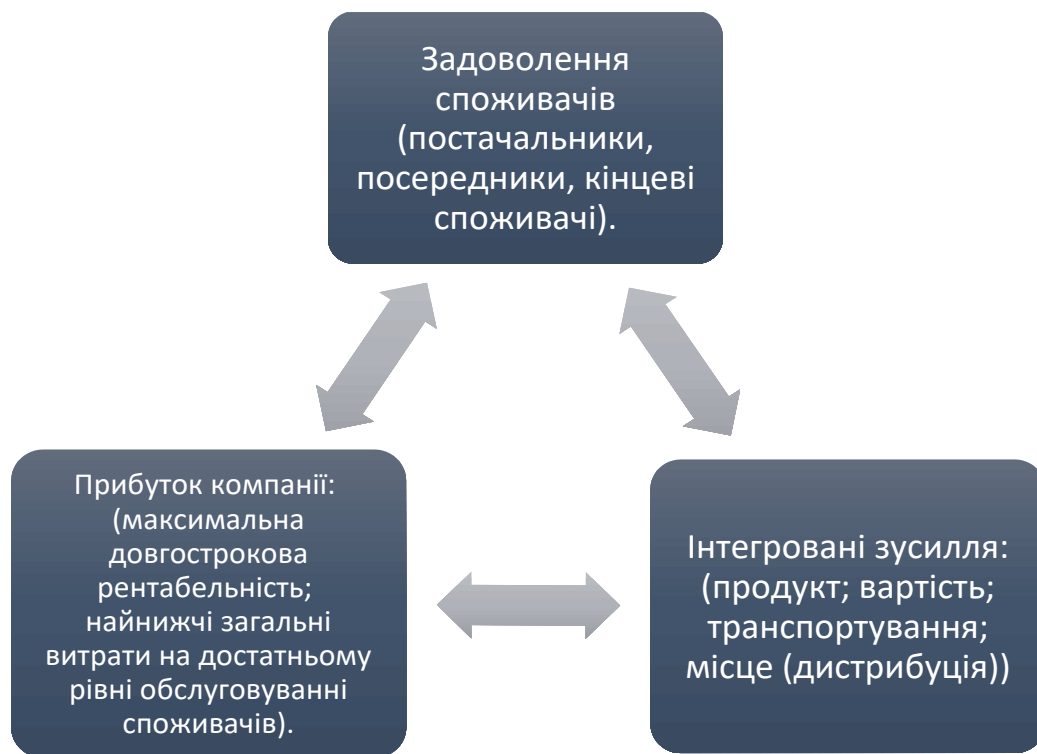 Задоволення
споживачів
(постачальники,
посередники, кінцеві
споживачі).
Прибуток компанії:
(максимальна
довгострокова
рентабельність;
найнижчі загальні
витрати на достатньому
рівні обслуговуванні
споживачів).
Інтегровані зусилля:
(продукт; вартість;
транспортування;
місце (дистрибуція))